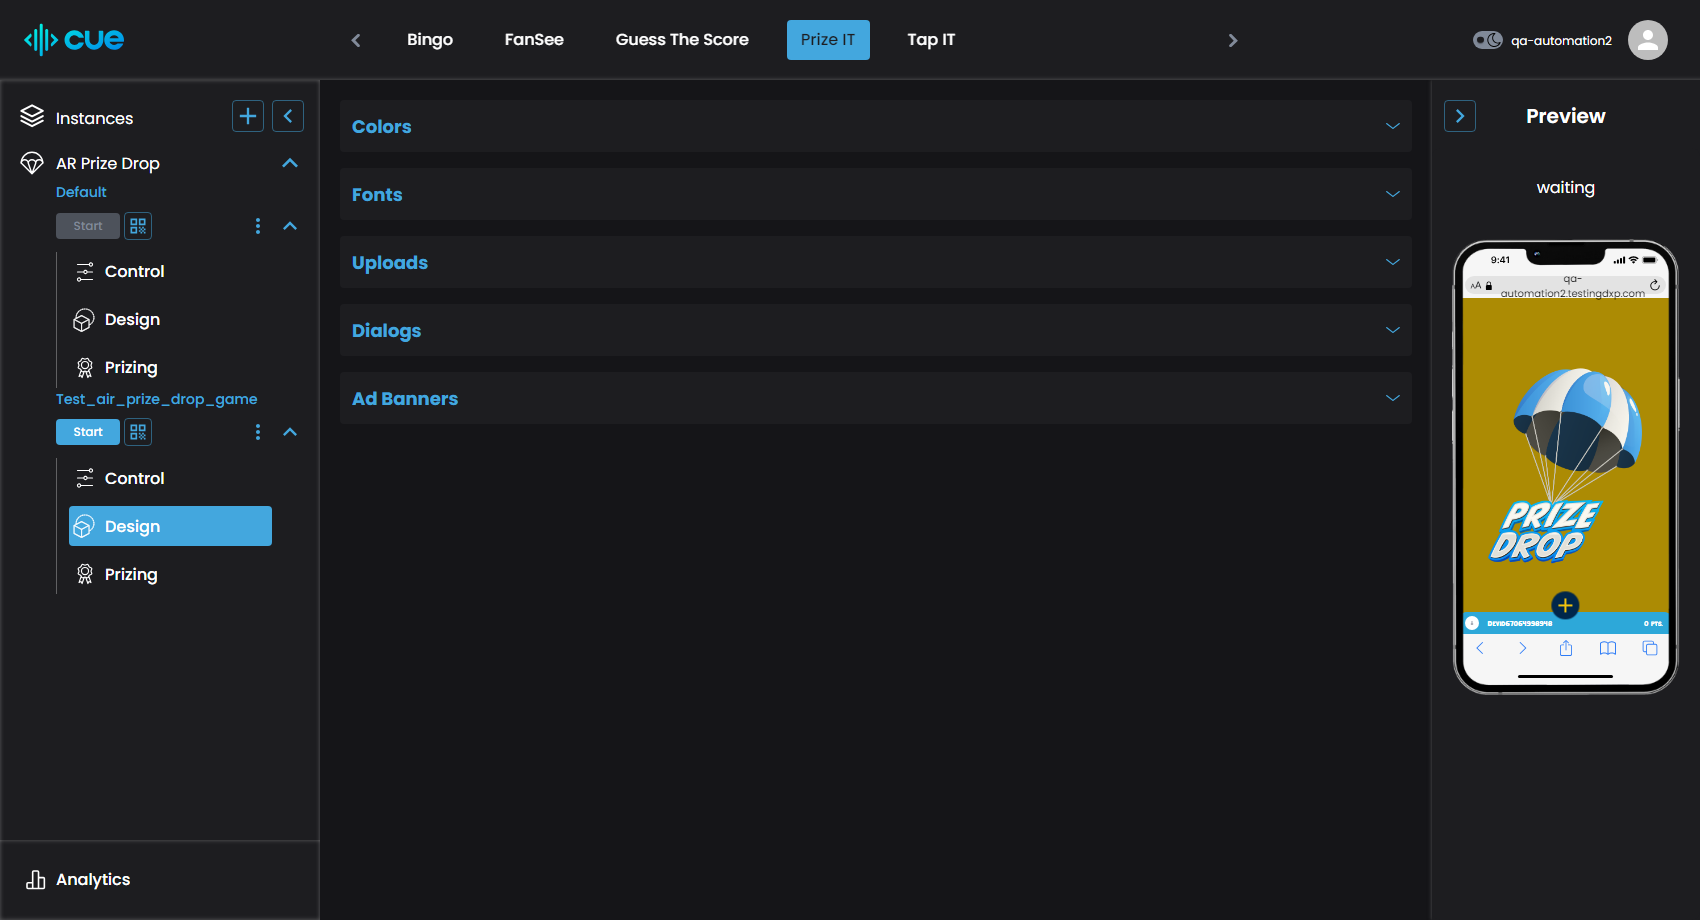 cue
Bingo
FanSee
Guess The Score
Prize IT
Tap IT
qa-automation2
Instances
AR Prize Drop
Default
Start
Control
Design
Prizing
Test_air_prize_drop_game
Start
Control
Design
Prizing
Analytics
Colors
Fonts
Uploads
Dialogs
Ad Banners
Preview
waiting
9:41
AA
qa-
automation2.testingdxp.com
PRIZE
DROP
0 PTS.